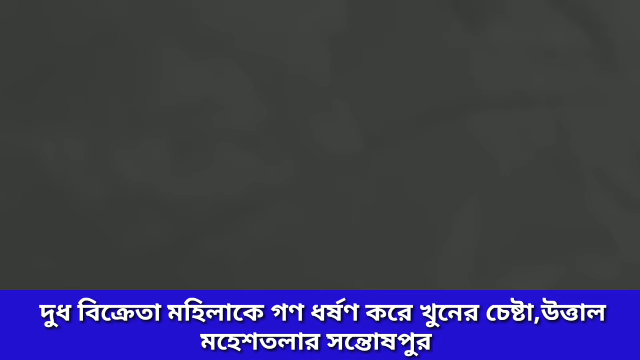 দুধ বিক্রেতা মহিলাকে গণ ধর্ষণ করে খুনের চেষ্টা,উত্তাল
মহেশতলার সন্তোষপুর